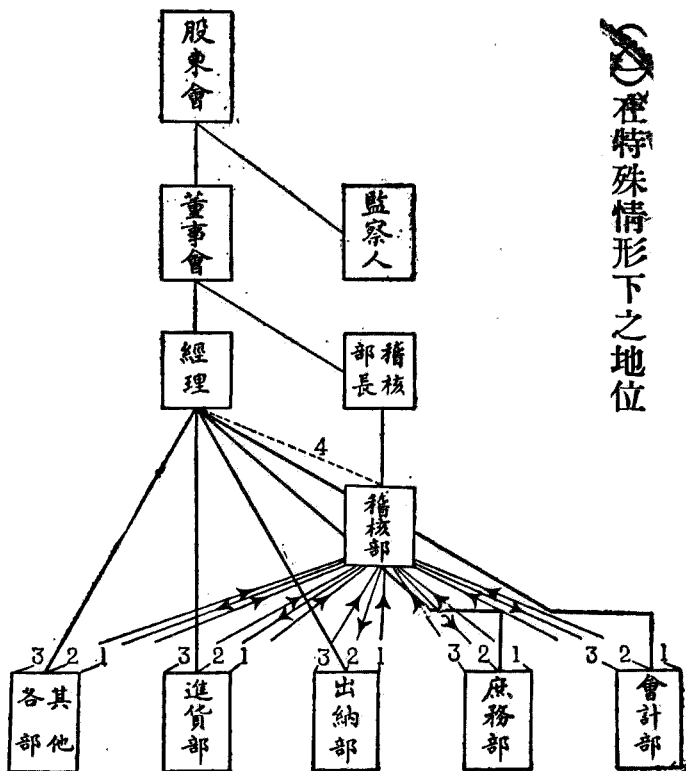 在特殊情形下之地位
股東會
董事會
監察人
經理
稽核部長
4
稽核部
3 2 1
3 2 1
3 2 1
3 2 1
3 2 1
其他各部
進貨部
出納部
庶務部
會計部